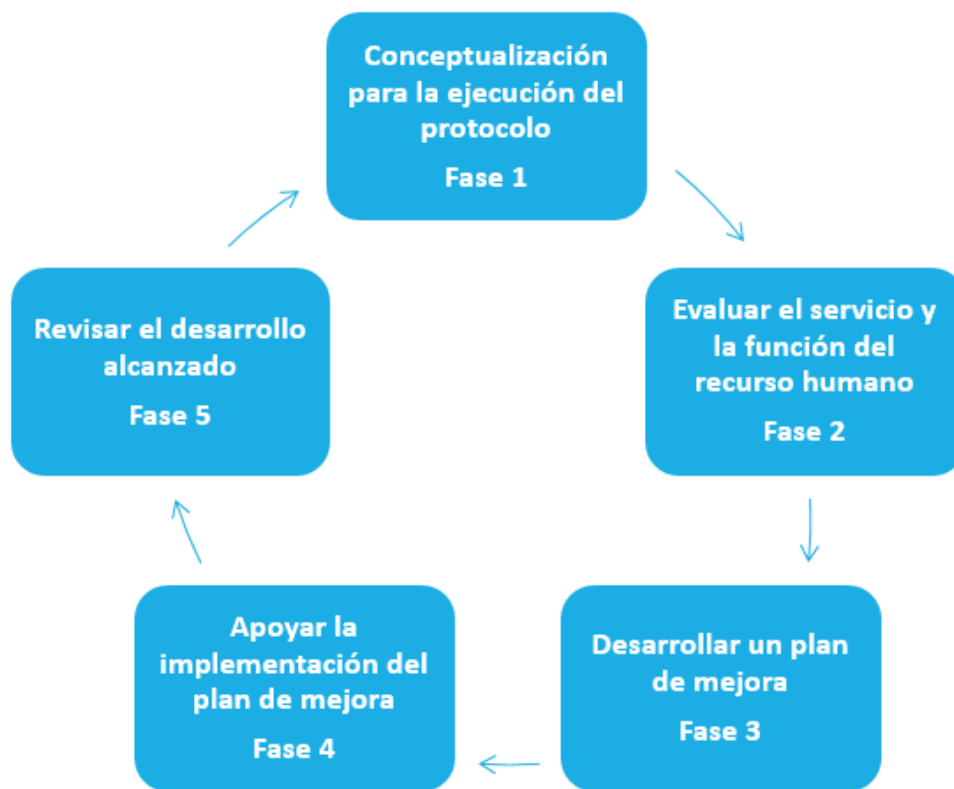 Conceptualización
para la ejecución del
protocolo
Fase 1
Evaluar el servicio y
la función del
recurso humano
Fase 2
Desarrollar un plan
de mejora
Fase 3
Apoyar la
implementación del
plan de mejora
Fase 4
Revisar el desarrollo
alcanzado
Fase 5